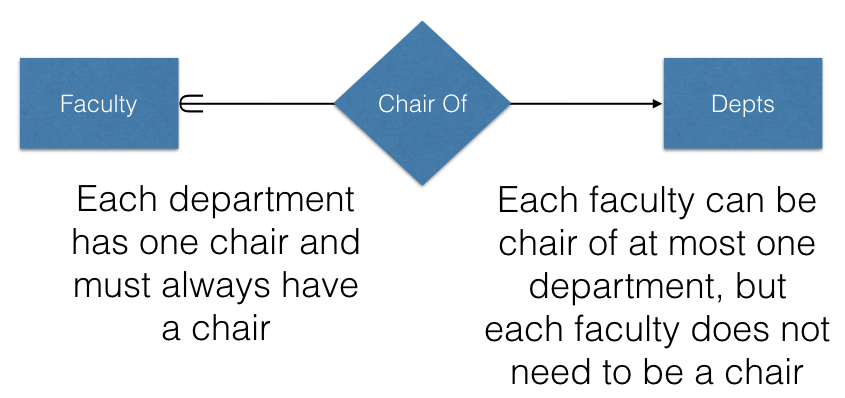 Faculty
Chair Of
Depts
Each department
has one chair and
must always have
a chair
Each faculty can be
chair of at most one
department, but
each faculty does not
need to be a chair